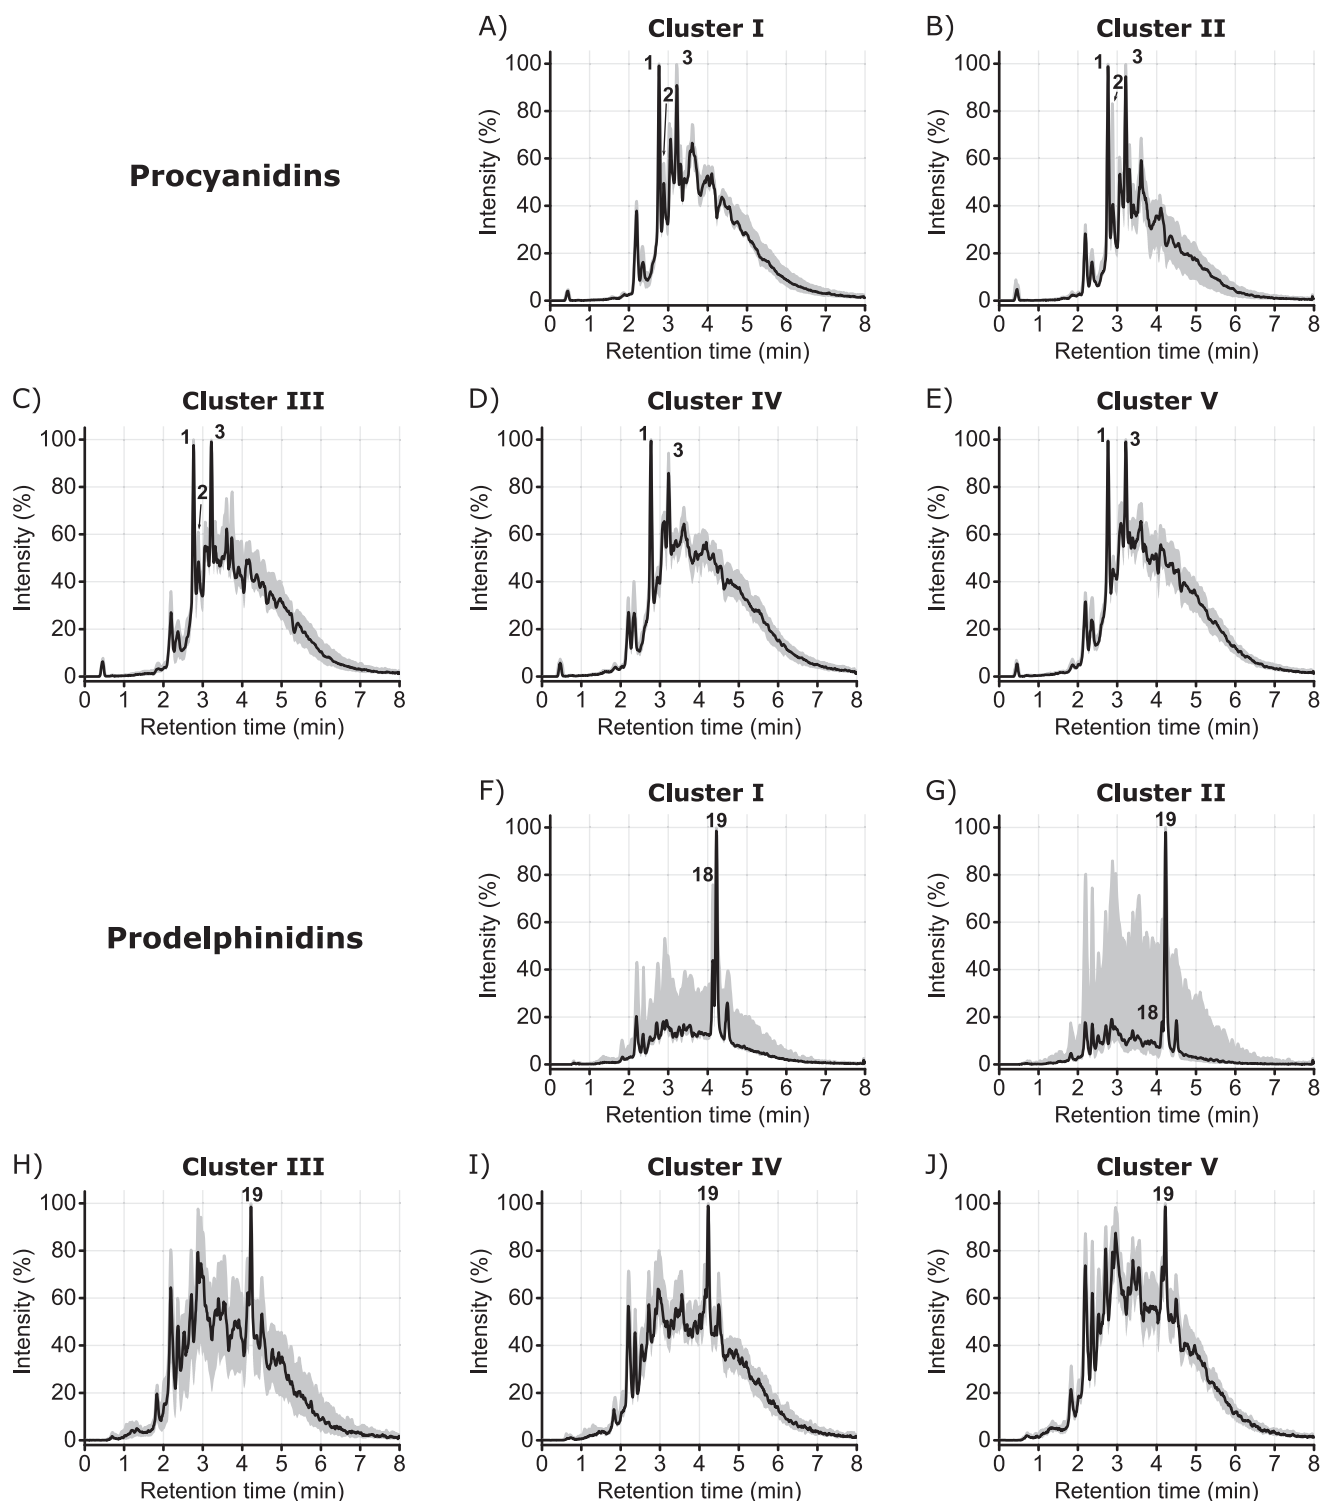 A) Cluster I
B) Cluster II
Procyanidins
Intensity (%)
100
80
60
40
20
0
1
2
3
0 1 2 3 4 5 6 7 8
Retention time (min)
Intensity (%)
100
80
60
40
20
0
1
2
3
0 1 2 3 4 5 6 7 8
Retention time (min)
C) Cluster III
D) Cluster IV
E) Cluster V
Intensity (%)
100
80
60
40
20
0
1
3
2
0 1 2 3 4 5 6 7 8
Retention time (min)
Intensity (%)
100
80
60
40
20
0
1
3
0 1 2 3 4 5 6 7 8
Retention time (min)
Intensity (%)
100
80
60
40
20
0
1
3
0 1 2 3 4 5 6 7 8
Retention time (min)
F) Cluster I
G) Cluster II
Prodelphinidins
Intensity (%)
100
80
60
40
20
0
19
18
0 1 2 3 4 5 6 7 8
Retention time (min)
Intensity (%)
100
80
60
40
20
0
19
18
0 1 2 3 4 5 6 7 8
Retention time (min)
H) Cluster III
I) Cluster IV
J) Cluster V
Intensity (%)
100
80
60
40
20
0
19
0 1 2 3 4 5 6 7 8
Retention time (min)
Intensity (%)
100
80
60
40
20
0
19
0 1 2 3 4 5 6 7 8
Retention time (min)
Intensity (%)
100
80
60
40
20
0
19
0 1 2 3 4 5 6 7 8
Retention time (min)